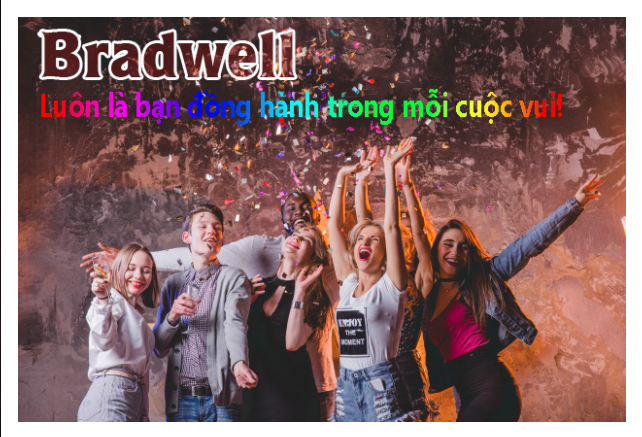 Bradwell
Luôn là bạn đồng hành trong mỗi cuộc vui!
ENJOY
THE
MOMENT